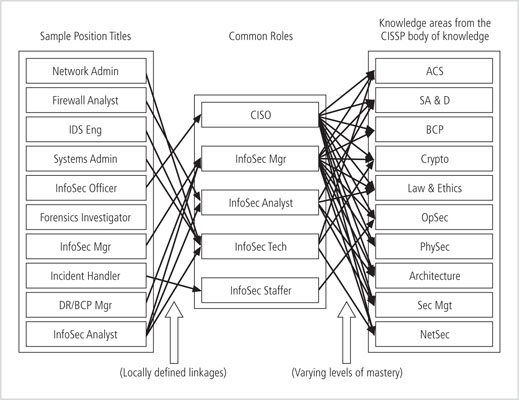 Sample Position Titles
Common Roles
Knowledge areas from the
CISSP body of knowledge
Network Admin
Firewall Analyst
IDS Eng
Systems Admin
InfoSec Officer
Forensics Investigator
InfoSec Mgr
Incident Handler
DR/BCP Mgr
InfoSec Analyst
CISO
InfoSec Mgr
InfoSec Analyst
InfoSec Tech
InfoSec Staffer
ACS
SA & D
BCP
Crypto
Law & Ethics
OpSec
PhySec
Architecture
Sec Mgt
NetSec
(Locally defined linkages)
(Varying levels of mastery)